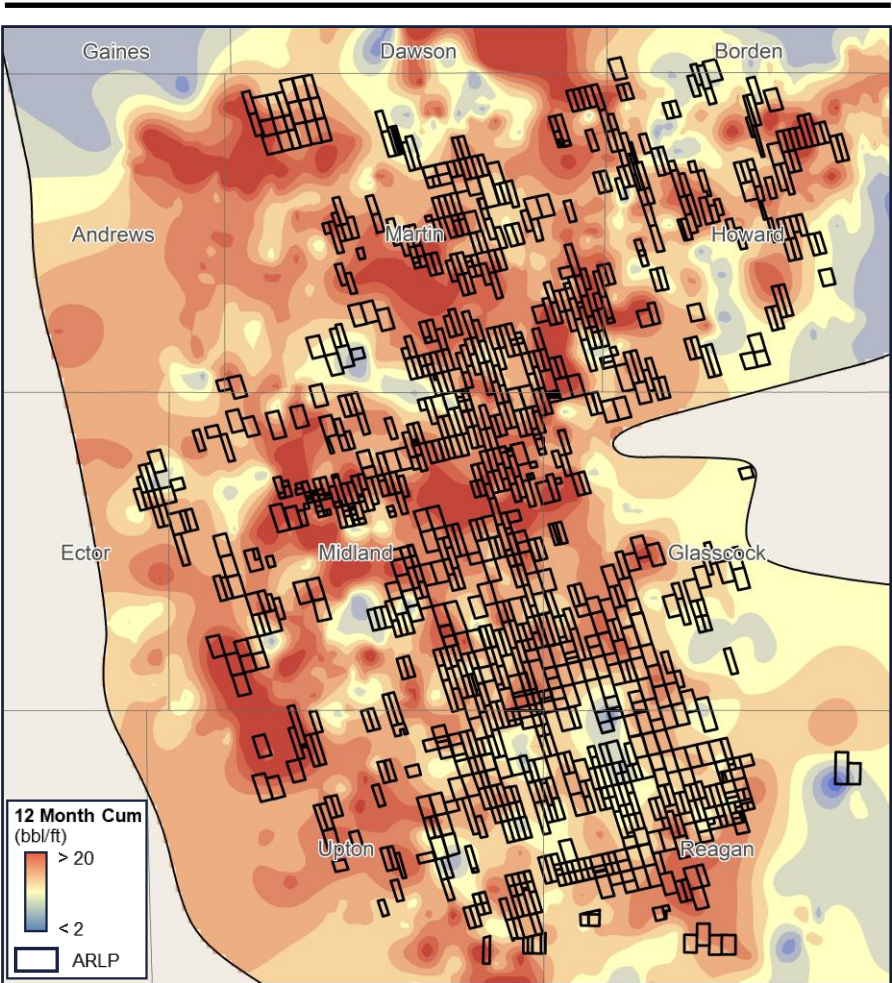 Gaines
Dawson
Borden
Andrews
Martin
Howard
Ector
Midland
Glasscock
Upton
Reagan
12 Month Cum
(bbl/ft)
> 20
< 2
ARLP